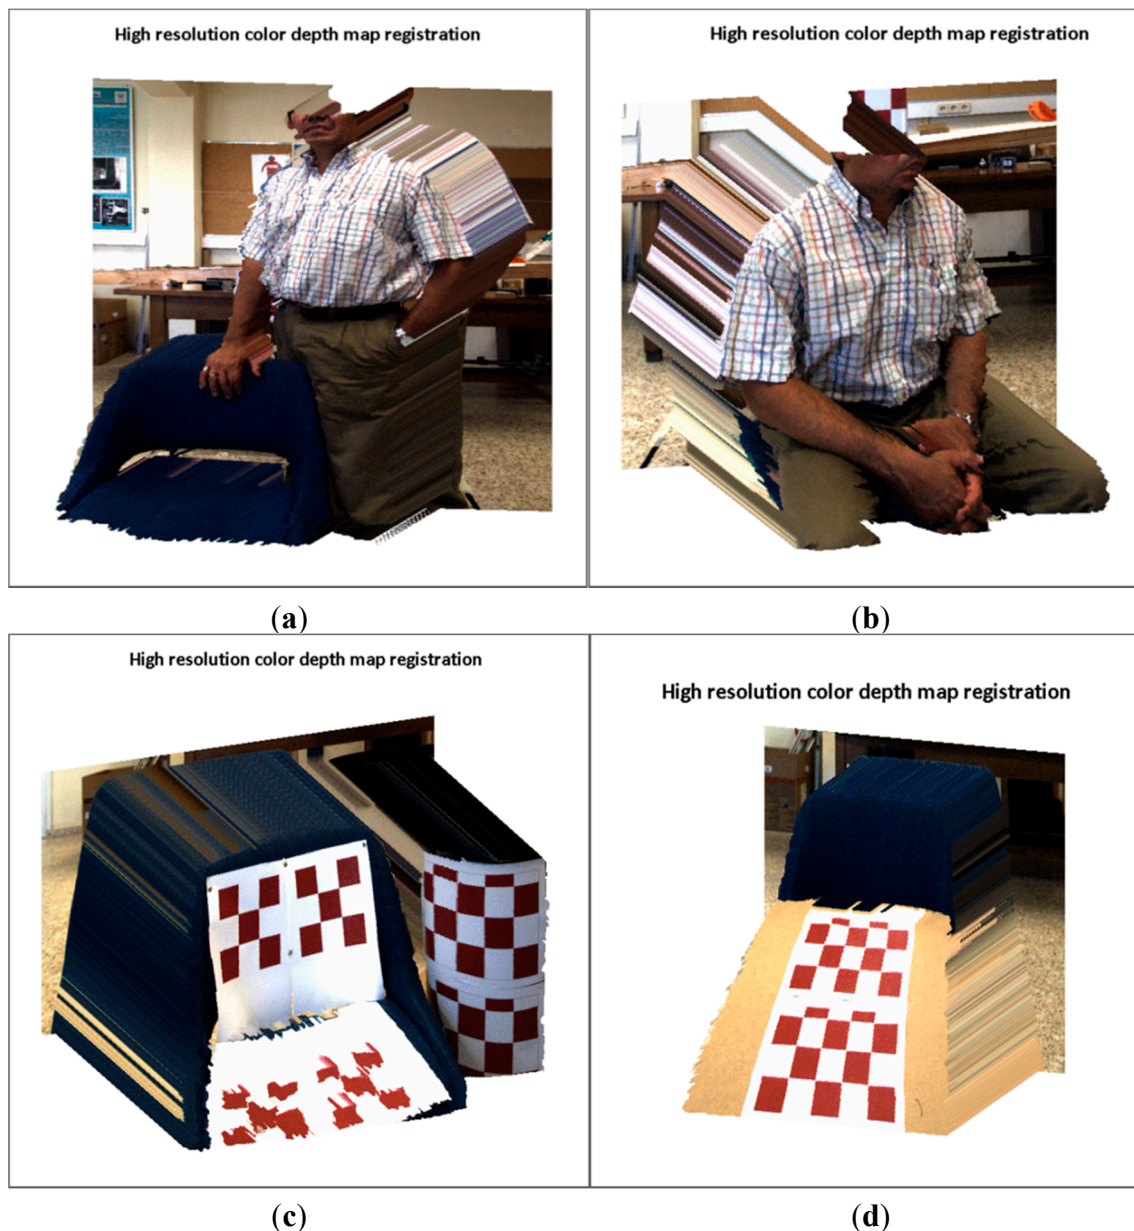 High resolution color depth map registration
High resolution color depth map registration
(a)
(b)
High resolution color depth map registration
High resolution color depth map registration
(c)
(d)